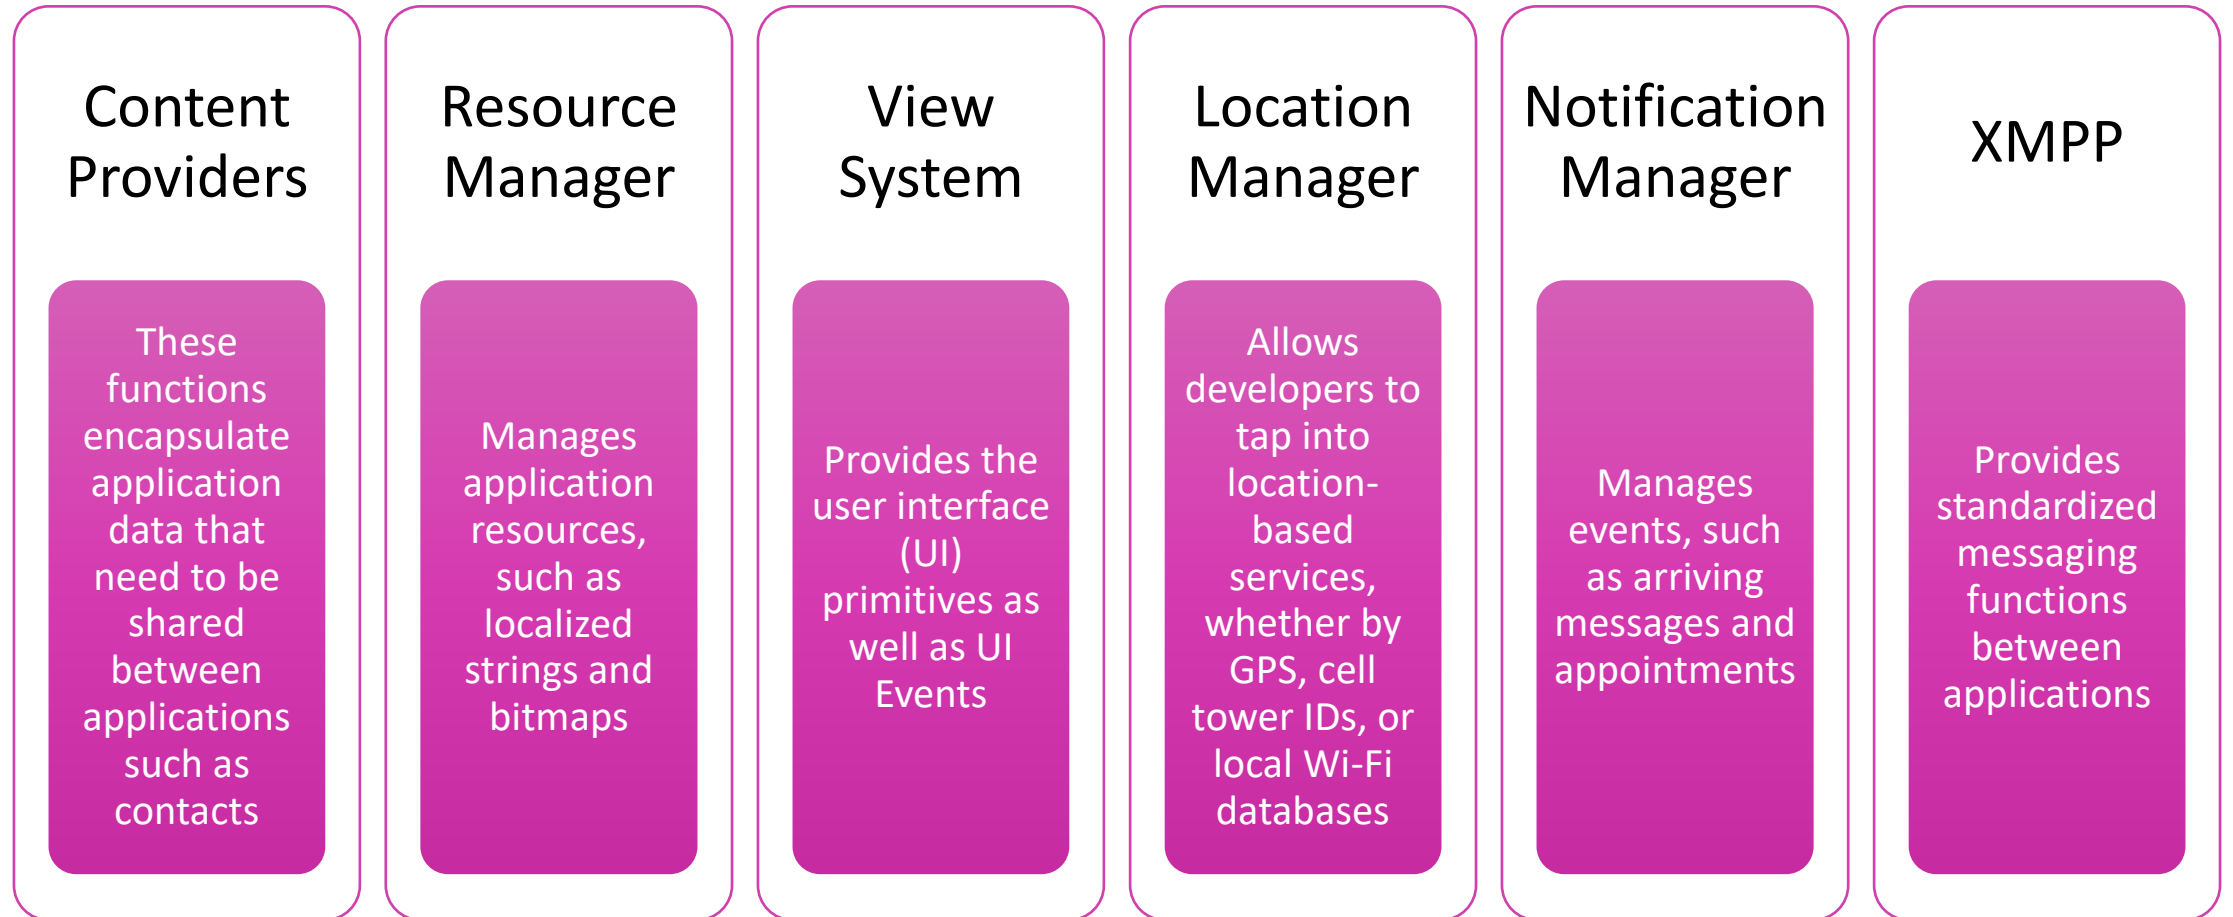 Content
Providers
These
functions
encapsulate
application
data that
need to be
shared
between
applications
such as
contacts
Resource
Manager
Manages
application
resources,
such as
localized
strings and
bitmaps
View
System
Provides the
user interface
(UI)
primitives as
well as UI
Events
Location
Manager
Allows
developers to
tap into
location-
based
services,
whether by
GPS, cell
tower IDs, or
local Wi-Fi
databases
Notification
Manager
Manages
events, such
as arriving
messages and
appointments
XMPP
Provides
standardized
messaging
functions
between
applications